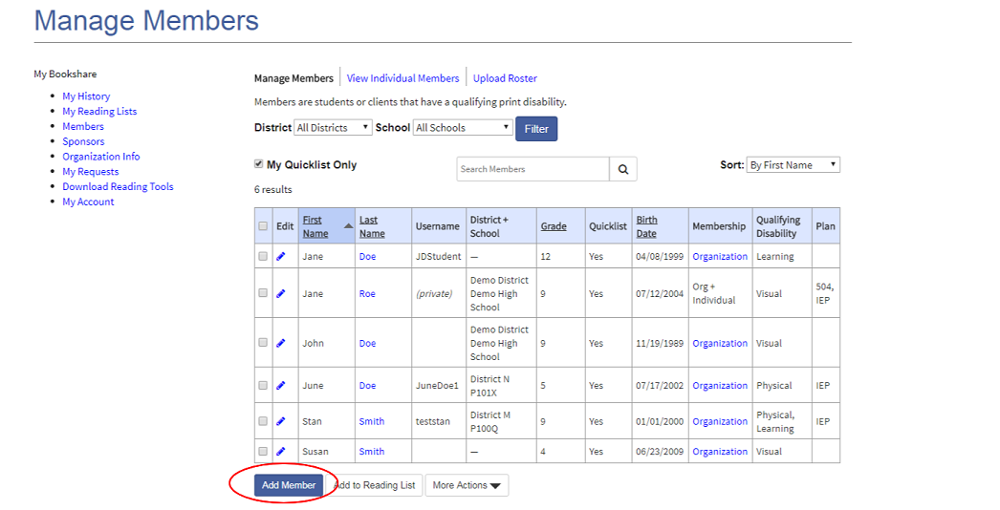 Manage Members
My Bookshare
My History
My Reading Lists
Members
Sponsors
Organization Info
My Requests
Download Reading Tools
My Account
Manage Members View Individual Members Upload Roster
Members are students or clients that have a qualifying print disability.
District All Districts School All Schools Filter
My Quicklist Only Search Members Sort: By First Name
6 results
Edit First Name Last Name Username District + School Grade Quicklist Birth Date Membership Qualifying Disability Plan
Jane Doe JDStudent — 12 Yes 04/08/1999 Organization Learning
Jane Roe (private) Demo District Demo High School 9 Yes 07/12/2004 Org + Individual Visual 504, IEP
John Doe Demo District Demo High School 9 Yes 11/19/1989 Organization Visual
June Doe JuneDoe1 District N P101X 5 Yes 07/17/2002 Organization Physical IEP
Stan Smith teststan District M P100Q 9 Yes 01/01/2000 Organization Physical, Learning IEP
Susan Smith — 4 Yes 06/23/2009 Organization Visual
Add Member Add to Reading List More Actions